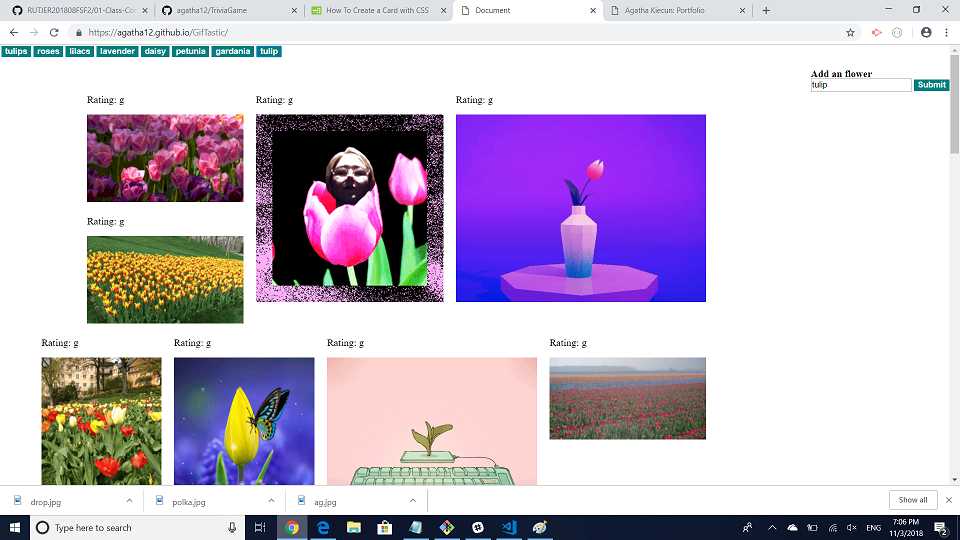 RUTJER201808FSF2/01-Class-Co
agatha12/TriviaGame
How To Create a Card with CSS
Document
Agatha Kiecun: Portfolio
https://agatha12.github.io/GifTastic/
tulips roses lilacs lavender daisy petunia gardania tulip
Add an flower
tulip Submit
Rating: g Rating: g Rating: g
Rating: g
Rating: g Rating: g Rating: g Rating: g
drop.jpg polka.jpg ag.jpg Show all
Type here to search
ENG
7:06 PM
11/3/2018
2